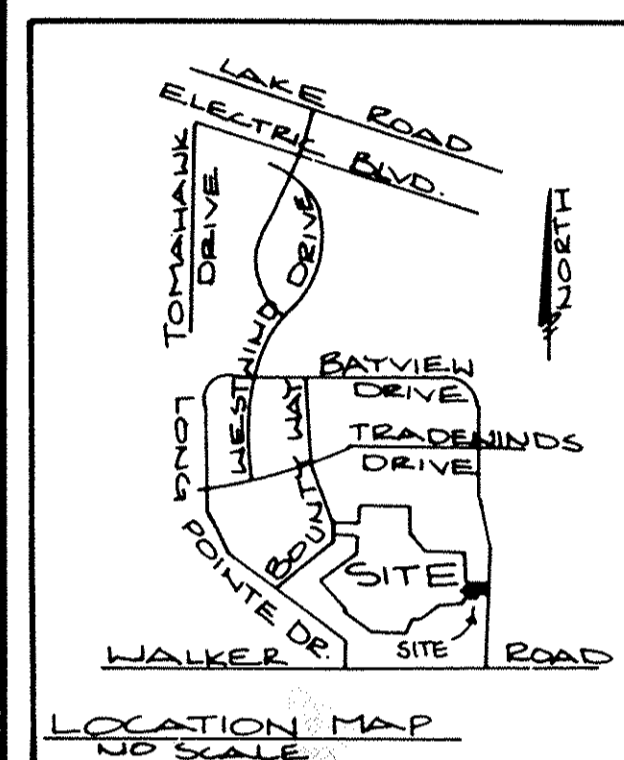 LAKE ROAD
ELECTRIC BLVD.
TOMAHAWK
DRIVE
NORTH
WESTWIND DRIVE
BAYVIEW
DRIVE
TRADEWINDS
DRIVE
BOUNTY WAY
LONG
POINTE DR.
SITE
SITE
WALKER ROAD
LOCATION MAP
NO SCALE